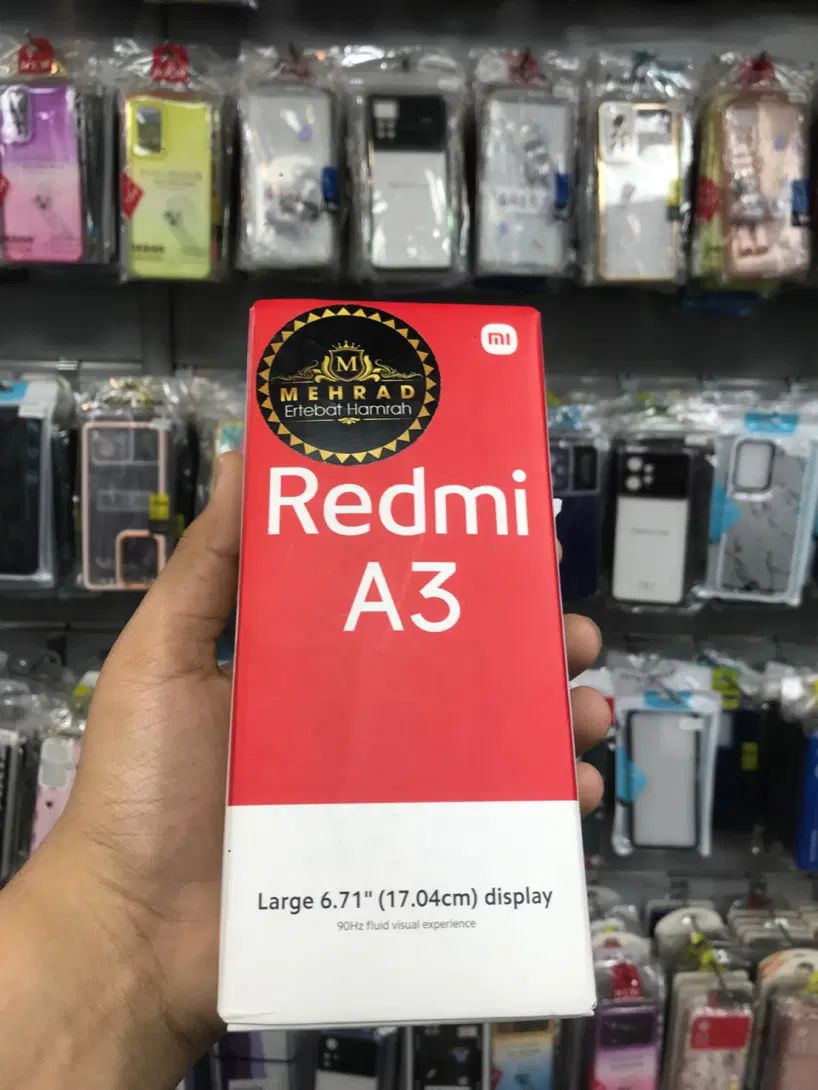 M
MEHRAD
Ertebat Hamrah
mi
Redmi
A3
Large 6.71" (17.04cm) display
90Hz fluid visual experience